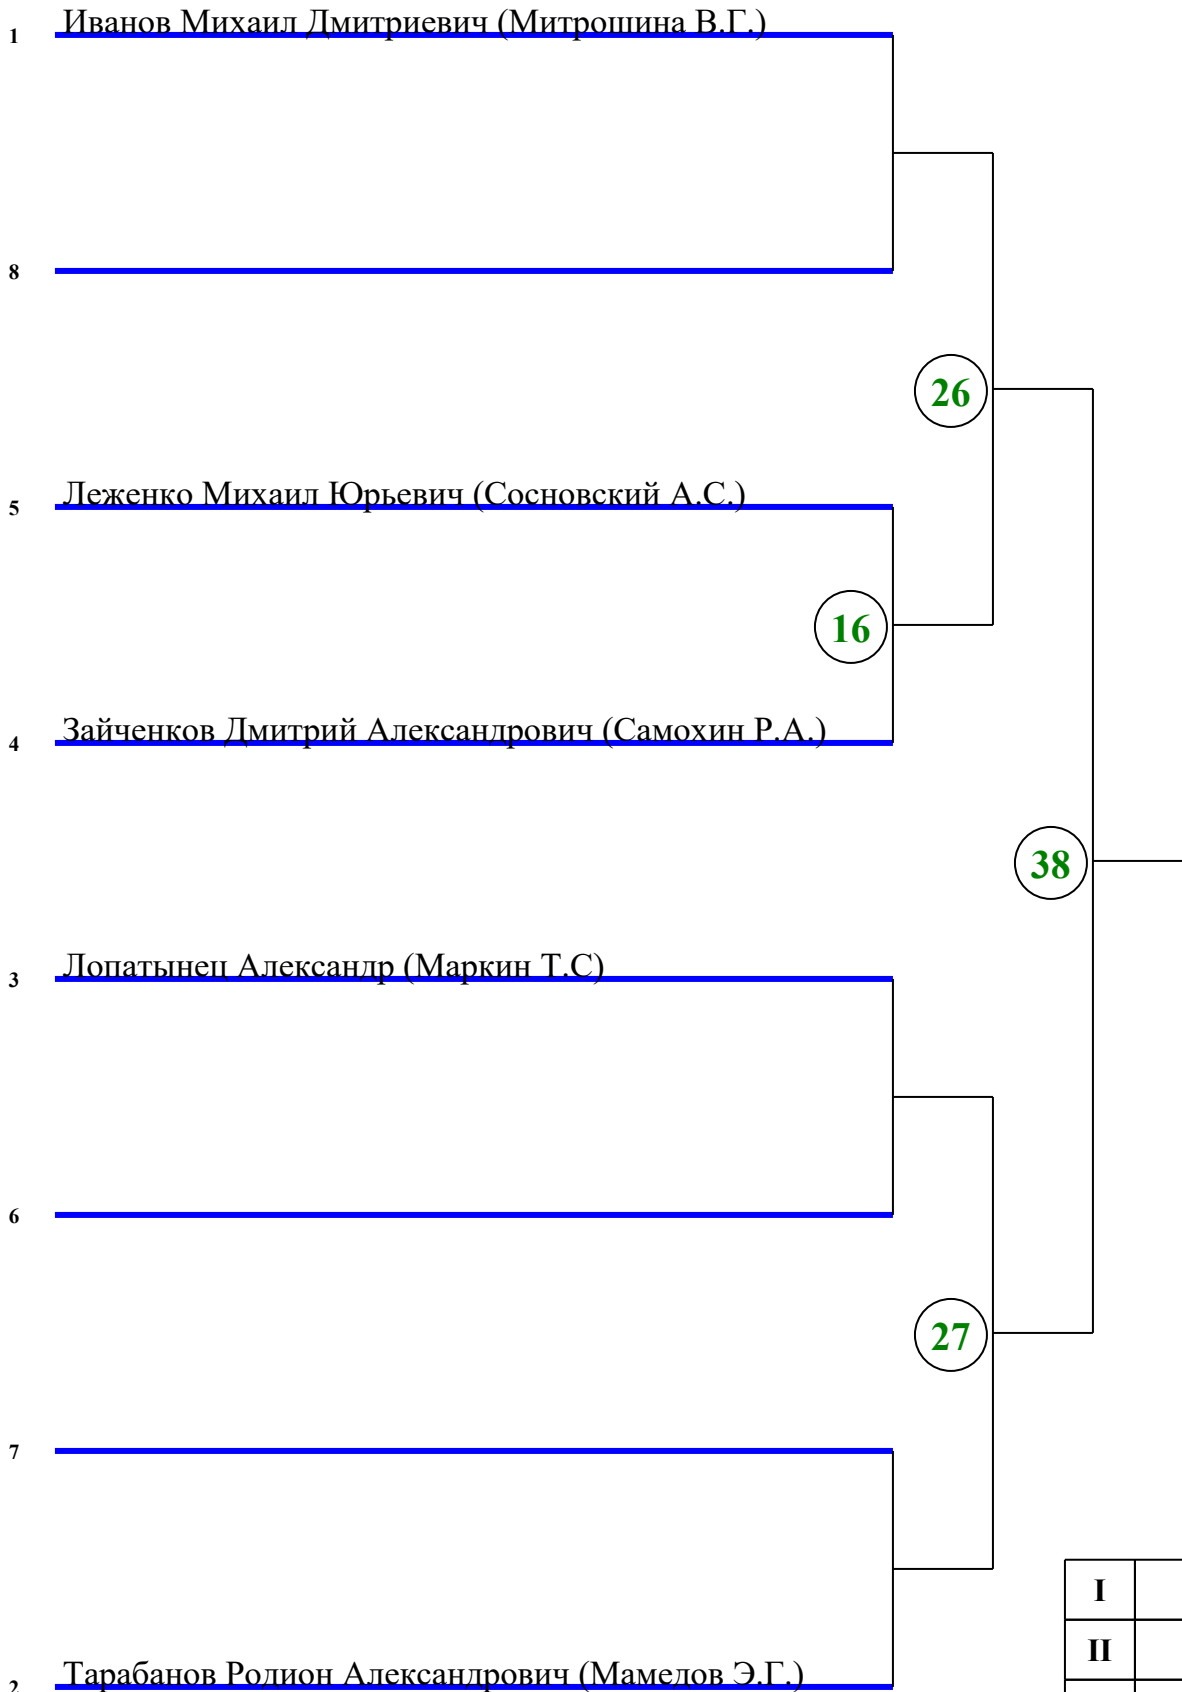 1 Иванов Михаил Дмитриевич (Митрошина В.Г.)
8
26
5 Леженко Михаил Юрьевич (Сосновский А.С.)
16
4 Зайченков Дмитрий Александрович (Самохин Р.А.)
38
3 Лопатынец Александр (Маркин Т.С)
6
27
7
I
II
2 Тарабанов Родион Александрович (Мамедов Э.Г.)